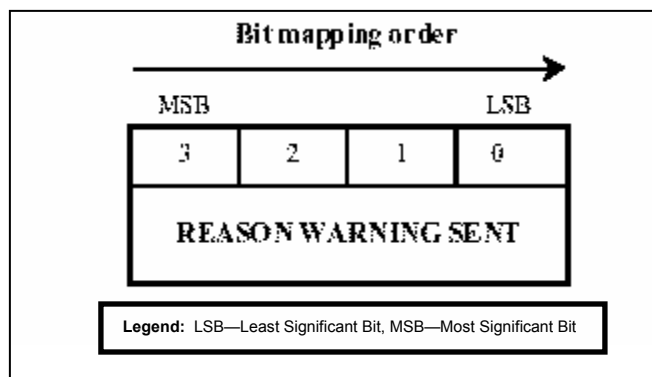 Bit mapping order
MSB LSB
3 2 1 0
REASON WARNING SENT
Legend: LSB—Least Significant Bit, MSB—Most Significant Bit